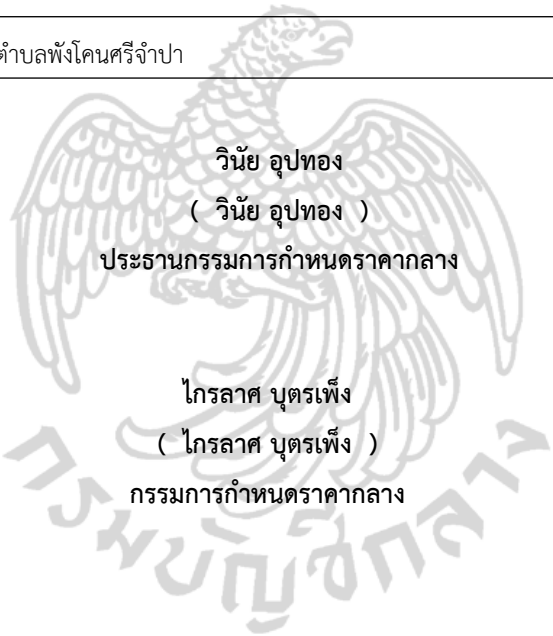 ตำบลพังโคนศรีจำปา
วินัย อุปทอง
( วินัย อุปทอง )
ประธานกรรมการกำหนดราคากลาง
ไกรลาศ บุตรเพ็ง
( ไกรลาศ บุตรเพ็ง )
กรรมการกำหนดราคากลาง
กรมบัญชีกลาง